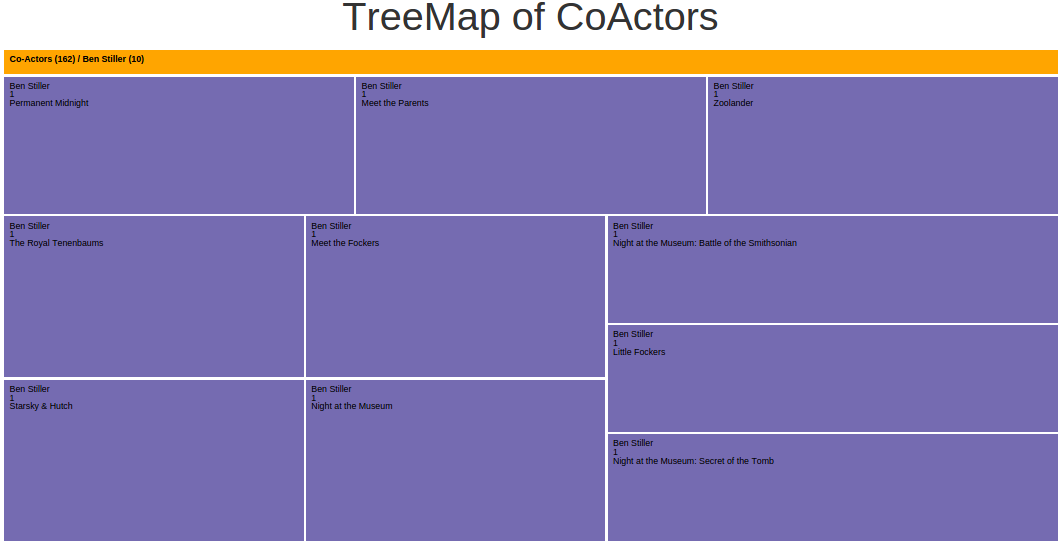 TreeMap of CoActors
Co-Actors (162) / Ben Stiller (10)
Ben Stiller
1
Permanent Midnight
Ben Stiller
1
Meet the Parents
Ben Stiller
1
Zoolander
Ben Stiller
1
The Royal Tenenbaums
Ben Stiller
1
Meet the Fockers
Ben Stiller
1
Night at the Museum: Battle of the Smithsonian
Ben Stiller
1
Little Fockers
Ben Stiller
1
Starsky & Hutch
Ben Stiller
1
Night at the Museum
Ben Stiller
1
Night at the Museum: Secret of the Tomb